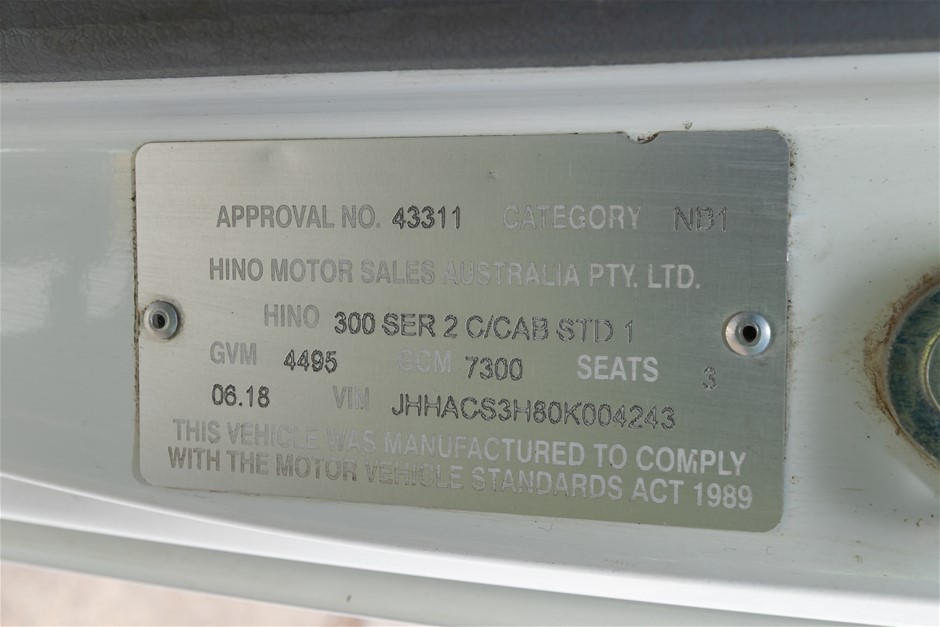 APPROVAL NO. 43311 CATEGORY NB1
HINO MOTOR SALES AUSTRALIA PTY. LTD.
HINO 300 SER 2 C/CAB STD 1
GVM 4495 GCM 7300 SEATS 3
06.18 VIN JHHACS3H80K004243
THIS VEHICLE WAS MANUFACTURED TO COMPLY
WITH THE MOTOR VEHICLE STANDARDS ACT 1989